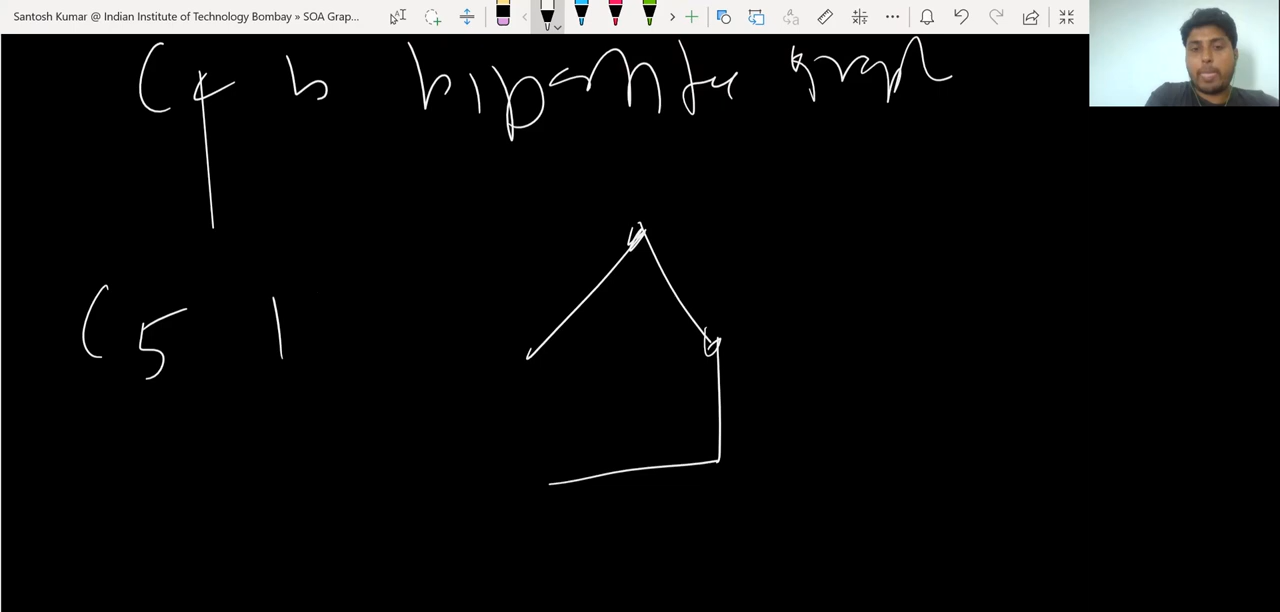 Santosh Kumar @ Indian Institute of Technology Bombay » SOA Grap...
C4 is bipartite graph
C5 I